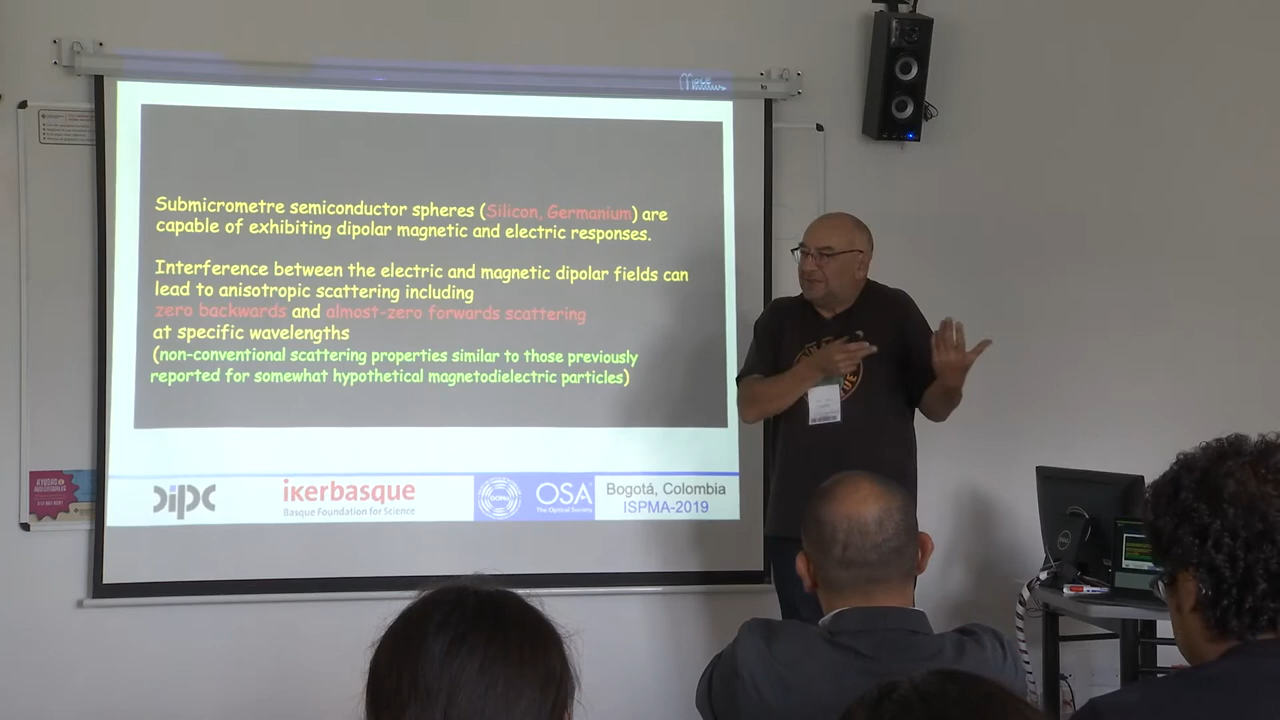 Submicrometre semiconductor spheres (Silicon, Germanium) are
capable of exhibiting dipolar magnetic and electric responses.
Interference between the electric and magnetic dipolar fields can
lead to anisotropic scattering including
zero backwards and almost-zero forwards scattering
at specific wavelengths
(non-conventional scattering properties similar to those previously
reported for somewhat hypothetical magnetodielectric particles)
dipc
ikerbasque
Basque Foundation for Science
OSA
The Optical Society
Bogotá, Colombia
ISPMA-2019
DELL